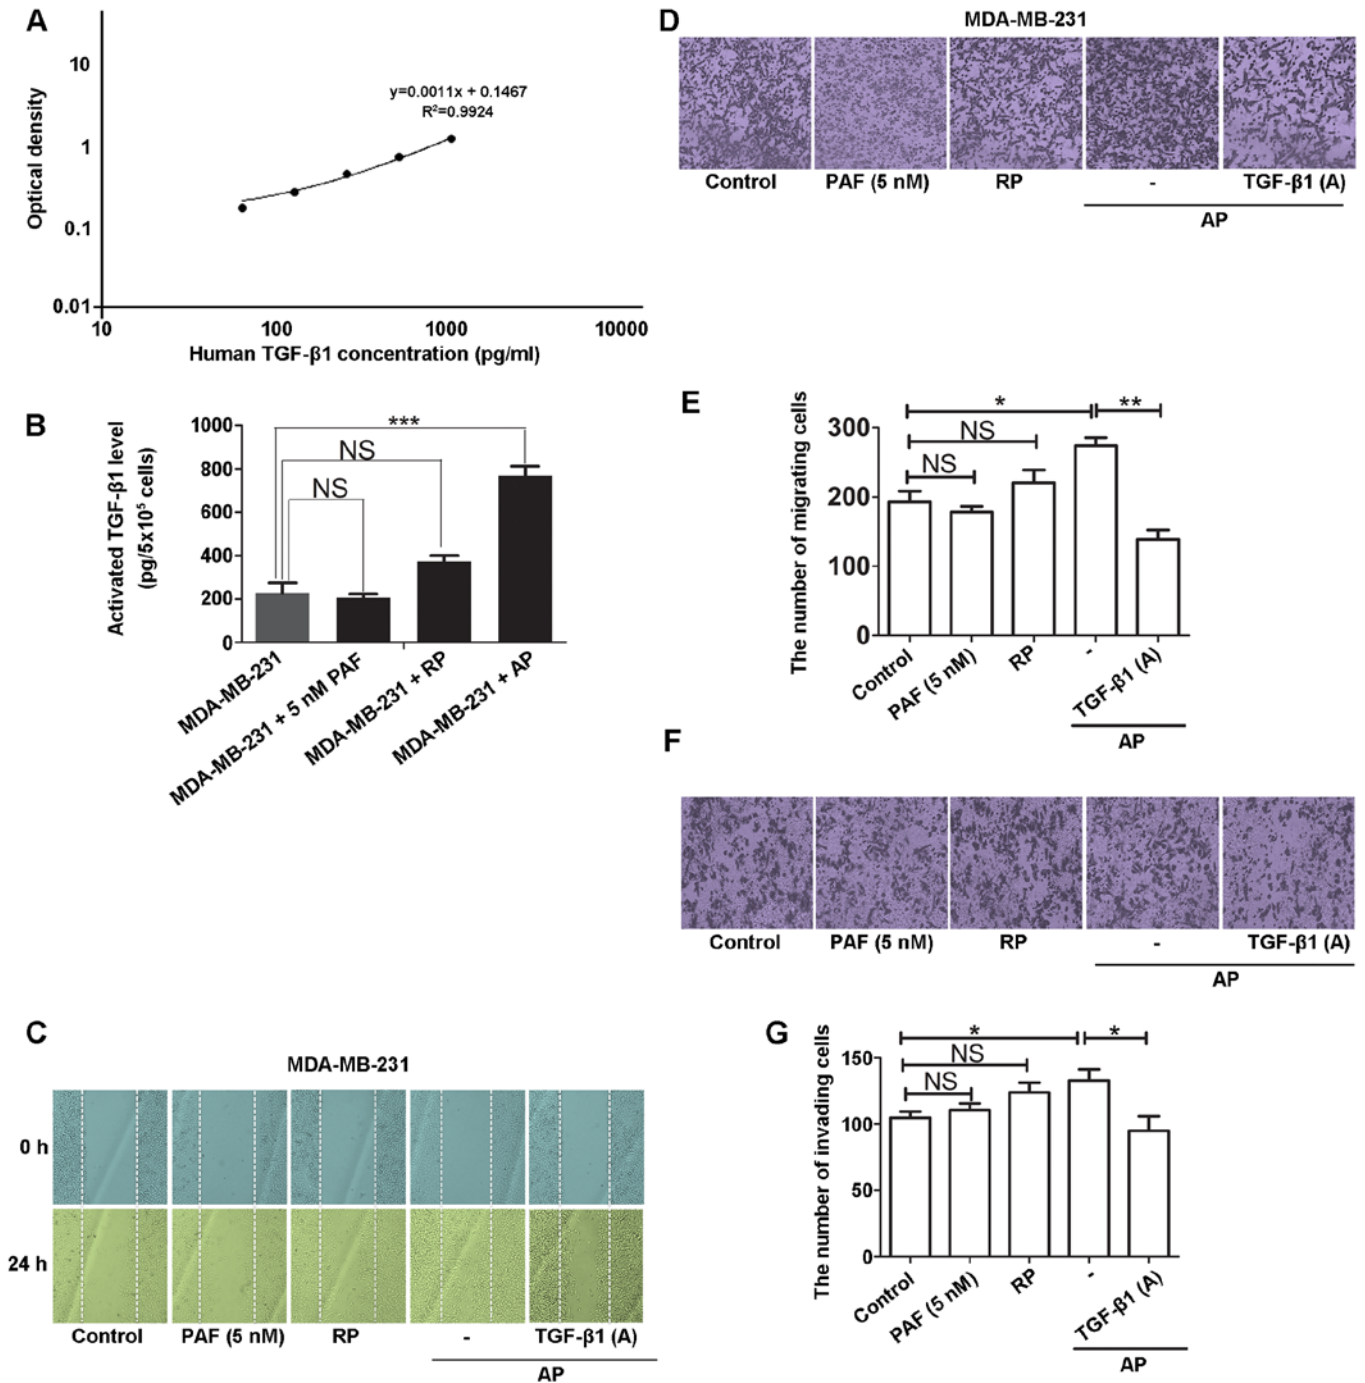 A
10
1
0.1
0.01
Optical density
y=0.0011x + 0.1467
R²=0.9924
10 100 1000 10000
Human TGF-β1 concentration (pg/ml)
B
Activated TGF-β1 level
(pg/5x10⁵ cells)
1000
800
600
400
200
0
***
NS
NS
MDA-MB-231
MDA-MB-231 + 5 nM PAF
MDA-MB-231 + RP
MDA-MB-231 + AP
C
MDA-MB-231
0 h
24 h
Control PAF (5 nM) RP - TGF-β1 (A)
AP
D
MDA-MB-231
Control PAF (5 nM) RP - TGF-β1 (A)
AP
E
The number of migrating cells
300
200
100
0
* **
NS
NS
Control
PAF (5 nM)
RP
-
TGF-β1 (A)
AP
F
Control PAF (5 nM) RP - TGF-β1 (A)
AP
G
The number of invading cells
150
100
50
0
* *
NS
NS
Control
PAF (5 nM)
RP
-
TGF-β1 (A)
AP